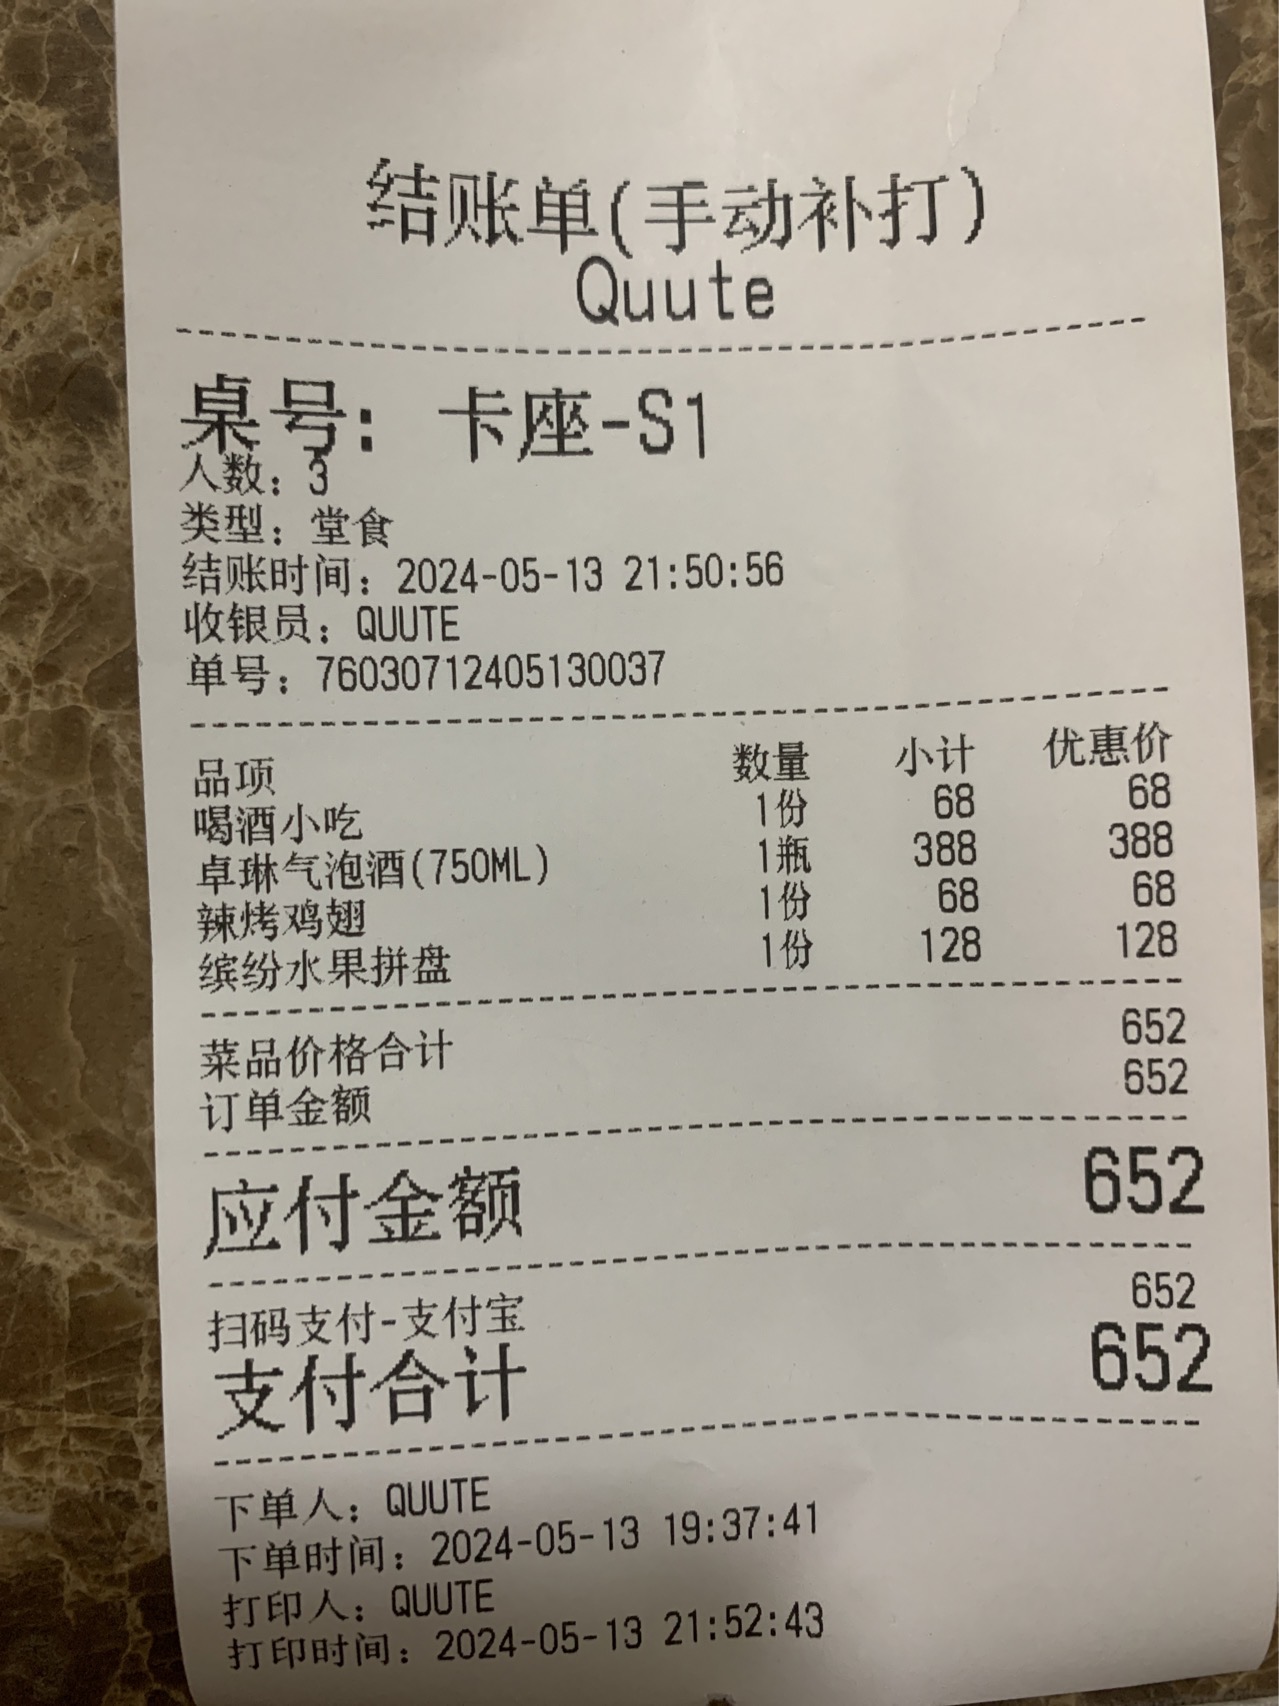 结账单(手动补打)
Quute
桌号: 卡座-S1
人数: 3
类型: 堂食
结账时间: 2024-05-13 21:50:56
收银员: QUUTE
单号: 76030712405130037
品项 数量 小计 优惠价
喝酒小吃 1份 68 68
卓琳气泡酒(750ML) 1瓶 388 388
辣烤鸡翅 1份 68 68
缤纷水果拼盘 1份 128 128
菜品价格合计 652
订单金额 652
应付金额 652
扫码支付-支付宝 652
支付合计 652
下单人: QUUTE
下单时间: 2024-05-13 19:37:41
打印人: QUUTE
打印时间: 2024-05-13 21:52:43